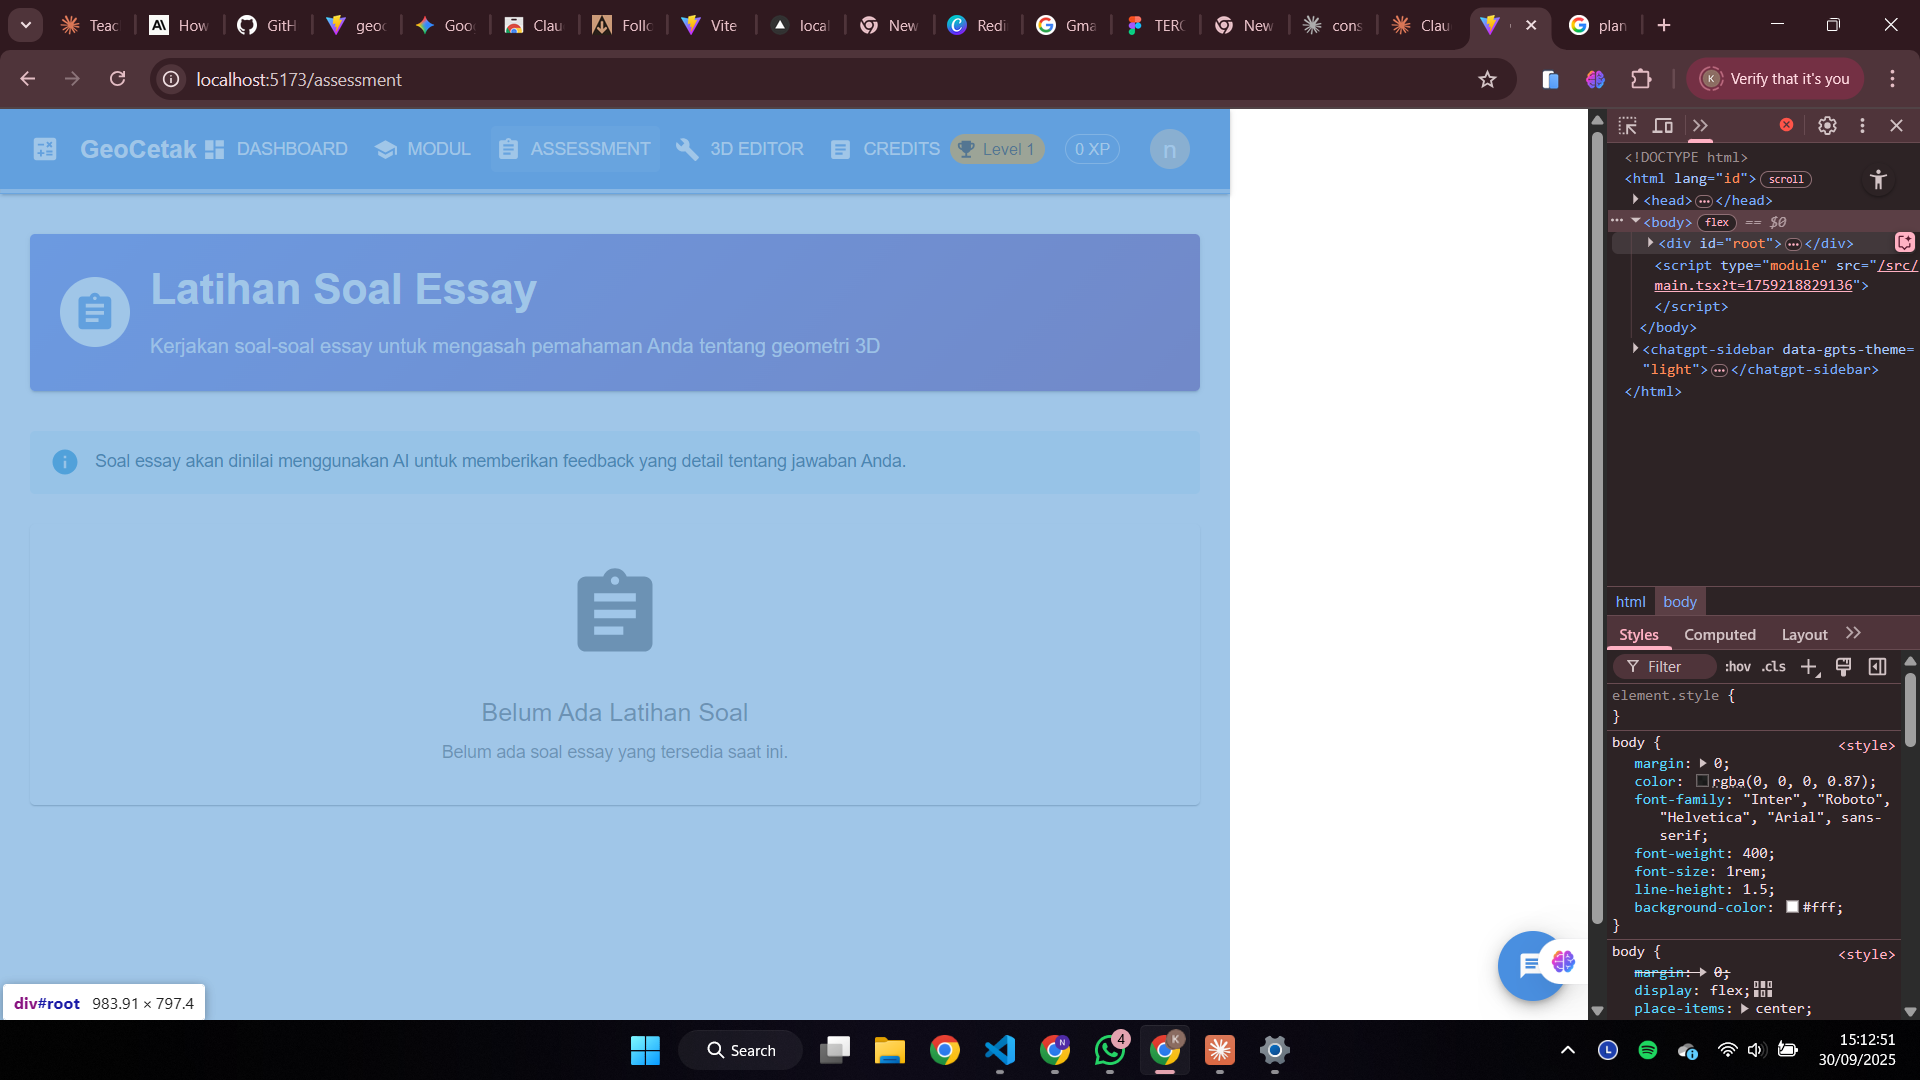 Teac
How
GitH
geoc
Goo
Clau
Follo
Vite
local
New
Redi
Gma
TERC
New
cons
Clau
plan
localhost:5173/assessment
K
Verify that it's you
GeoCetak
DASHBOARD
MODUL
ASSESSMENT
3D EDITOR
CREDITS
Level 1
0 XP
n
Latihan Soal Essay
Kerjakan soal-soal essay untuk mengasah pemahaman Anda tentang geometri 3D
Soal essay akan dinilai menggunakan AI untuk memberikan feedback yang detail tentang jawaban Anda.
Belum Ada Latihan Soal
Belum ada soal essay yang tersedia saat ini.
div#root 983.91 × 797.4
<!DOCTYPE html>
<html lang="id"> scroll
<head> ••• </head>
••• <body> flex == $0
<div id="root"> ••• </div>
<script type="module" src="/src/
main.tsx?t=1759218829136">
</script>
</body>
<chatgpt-sidebar data-gpts-theme=
"light"> ••• </chatgpt-sidebar>
</html>
html body
Styles Computed Layout
Filter :hov .cls
element.style {
}
body { <style>
margin: 0;
color: rgba(0, 0, 0, 0.87);
font-family: "Inter", "Roboto",
"Helvetica", "Arial", sans-
serif;
font-weight: 400;
font-size: 1rem;
line-height: 1.5;
background-color: #fff;
}
body { <style>
margin: 0;
display: flex;
place-items: center;
Search
N
4
K
L
15:12:51
30/09/2025